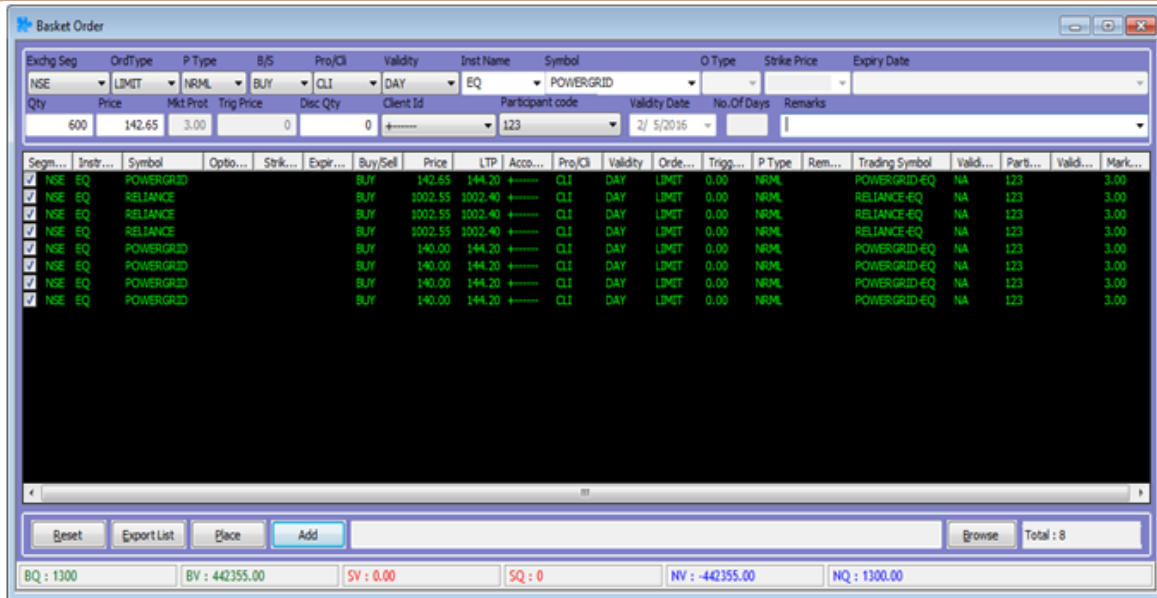 Basket Order
Exchg Seg OrdType P Type B/S Pro/Cli Validity Inst Name Symbol O Type Strike Price Expiry Date
NSE LIMIT NRML BUY CLI DAY EQ POWERGRID
Qty Price Mkt Prot Trig Price Disc Qty Client Id Participant code Validity Date No.Of Days Remarks
600 142.65 3.00 0 0 +------ 123 2/ 5/2016
Segm... Instr... Symbol Optio... Strik... Expir... Buy/Sell Price LTP Acco... Pro/Cli Validity Orde... Trigg... P Type Rem... Trading Symbol Validi... Parti... Validi... Mark...
NSE EQ POWERGRID BUY 142.65 144.20 +------ CLI DAY LIMIT 0.00 NRML POWERGRID-EQ NA 123 3.00
NSE EQ RELIANCE BUY 1002.55 1002.40 +------ CLI DAY LIMIT 0.00 NRML RELIANCE-EQ NA 123 3.00
NSE EQ RELIANCE BUY 1002.55 1002.40 +------ CLI DAY LIMIT 0.00 NRML RELIANCE-EQ NA 123 3.00
NSE EQ RELIANCE BUY 1002.55 1002.40 +------ CLI DAY LIMIT 0.00 NRML RELIANCE-EQ NA 123 3.00
NSE EQ POWERGRID BUY 140.00 144.20 +------ CLI DAY LIMIT 0.00 NRML POWERGRID-EQ NA 123 3.00
NSE EQ POWERGRID BUY 140.00 144.20 +------ CLI DAY LIMIT 0.00 NRML POWERGRID-EQ NA 123 3.00
NSE EQ POWERGRID BUY 140.00 144.20 +------ CLI DAY LIMIT 0.00 NRML POWERGRID-EQ NA 123 3.00
NSE EQ POWERGRID BUY 140.00 144.20 +------ CLI DAY LIMIT 0.00 NRML POWERGRID-EQ NA 123 3.00
Reset Export List Place Add Browse Total : 8
BQ : 1300 BV : 442355.00 SV : 0.00 SQ : 0 NV : -442355.00 NQ : 1300.00